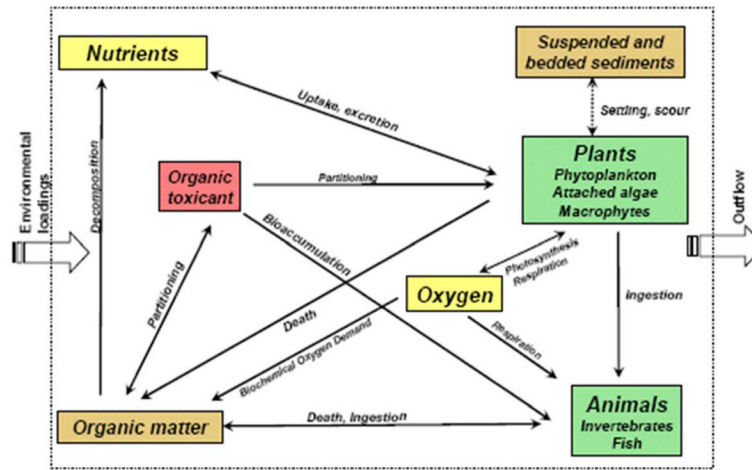 Nutrients
Suspended and
bedded sediments
Uptake, excretion
Settling, scour
Environmental
loadings
Decomposition
Organic
toxicant
Partitioning
Plants
Phytoplankton
Attached algae
Macrophytes
Outflow
Bioaccumulation
Partitioning
Photosynthesis
Respiration
Oxygen
Ingestion
Death
Biochemical Oxygen Demand
Respiration
Organic matter
Death, Ingestion
Animals
Invertebrates
Fish